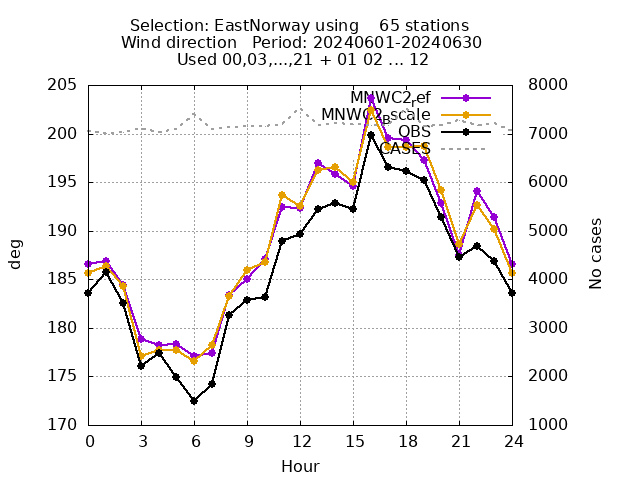 Selection: EastNorway using    65 stations
Wind direction   Period: 20240601-20240630
Used 00,03,...,21 + 01 02 ... 12
205
200
195
190
185
180
175
170
deg
8000
7000
6000
5000
4000
3000
2000
1000
No cases
MNWC2_ref
MNWC2_Bscale
OBS
CASES
0 3 6 9 12 15 18 21 24
Hour